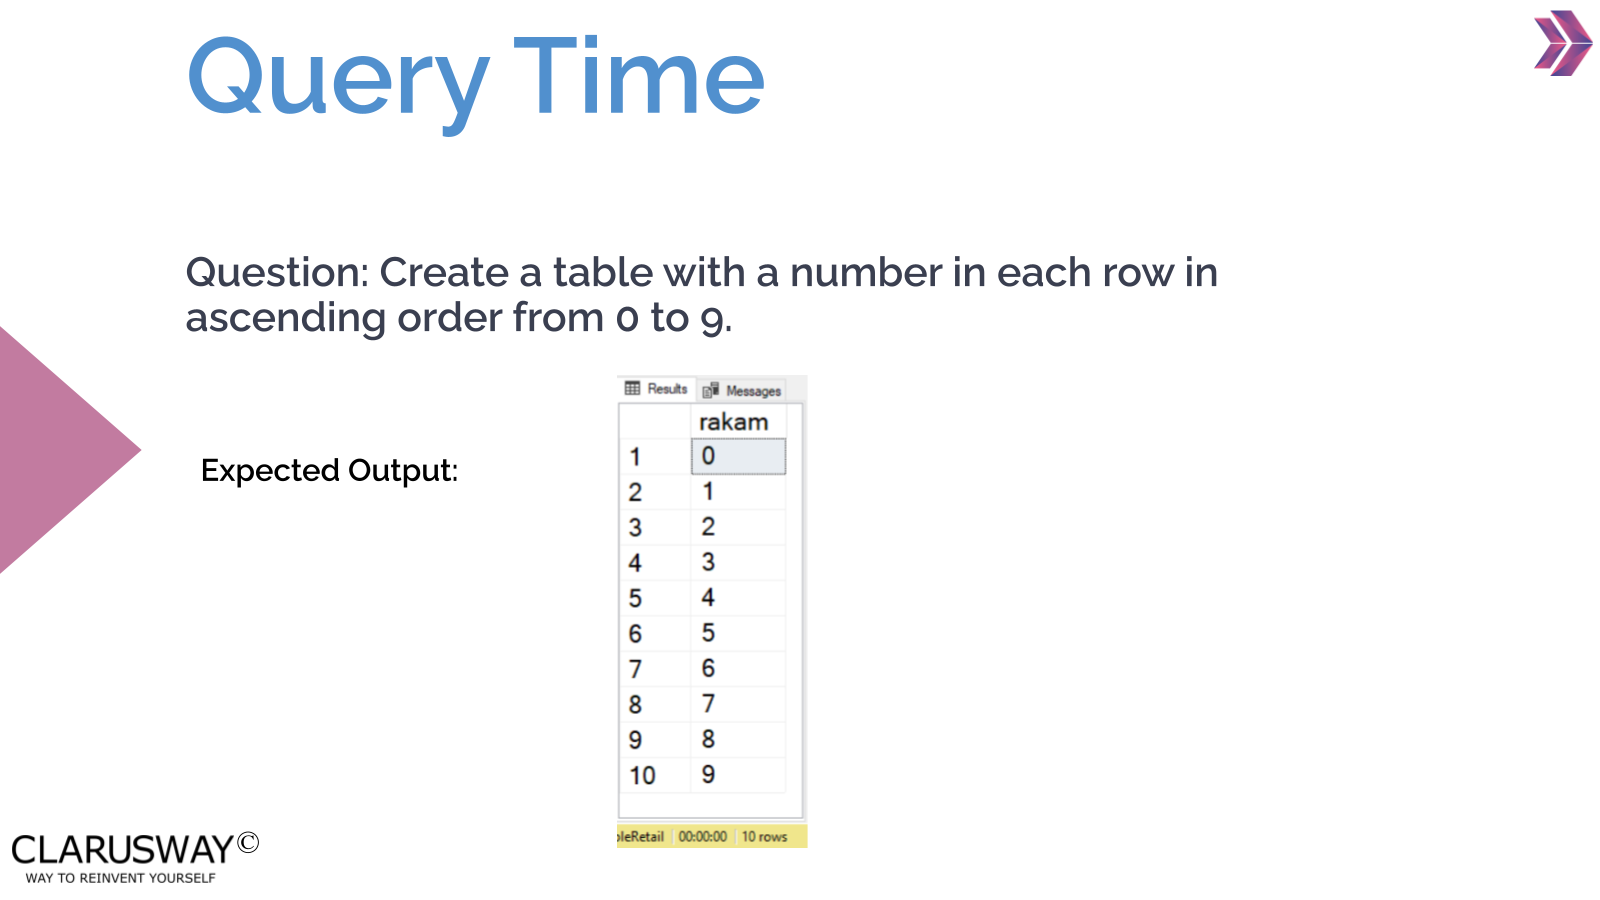 Query Time
Question: Create a table with a number in each row in
ascending order from 0 to 9.
Expected Output:
Results Messages
rakam
1 0
2 1
3 2
4 3
5 4
6 5
7 6
8 7
9 8
10 9
oleRetail 00:00:00 10 rows
CLARUSWAY©
WAY TO REINVENT YOURSELF